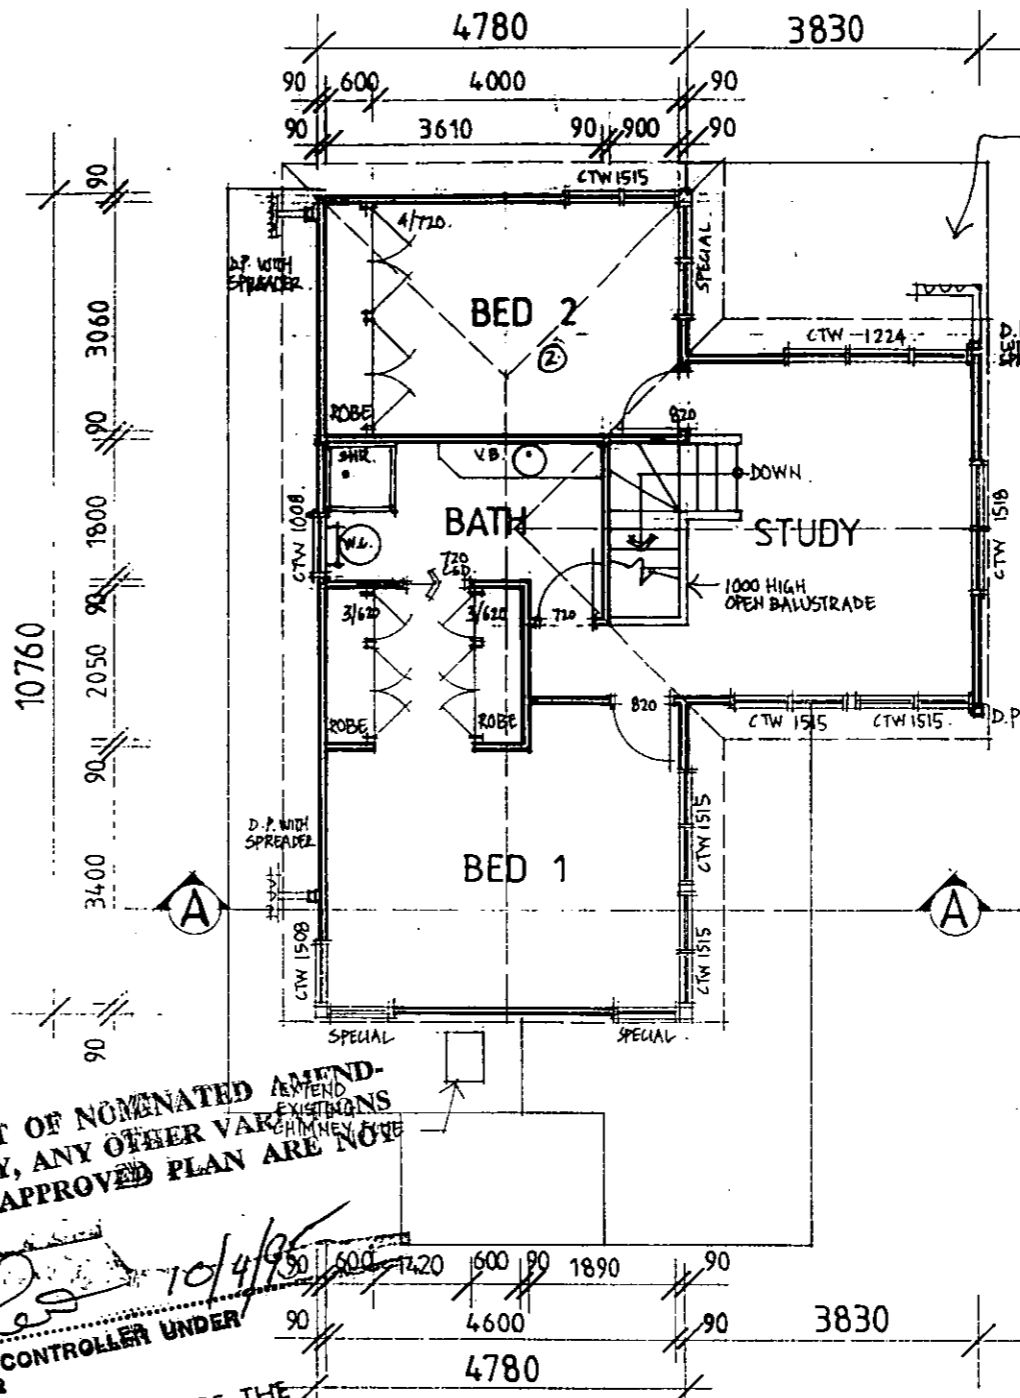 4780 3830
90 600 4000 90
90 3610 90 900 90
CTW 1515
90
4/720.
SPECIAL.
D.P. WITH
SPREADER
BED 2
2
3060
CTW 1224
ROBE
820
90
SHR.
V.B.
DOWN
1800
CTW 1008.
W.C.
BATH
STUDY
CTW 1518
720
CSD
90
3/620
3/620
720
1000 HIGH
OPEN BALUSTRADE
10760
2050
ROBE
ROBE
820
CTW 1515
CTW 1515.
D.P
90
D.P. WITH
SPREADER
BED 1
CTW 1515
3400
A
A
CTW 1508
CTW 1515
SPECIAL
SPECIAL.
90
EXTEND
EXISTING
CHIMNEY FLUE
T OF NOMINATED AMEND-
Y, ANY OTHER VARIATIONS
APPROVED PLAN ARE NOT
10/4/95
90 600 1420 600 90 1890 90
CONTROLLER UNDER
90 4600 90 3830
4780
THE